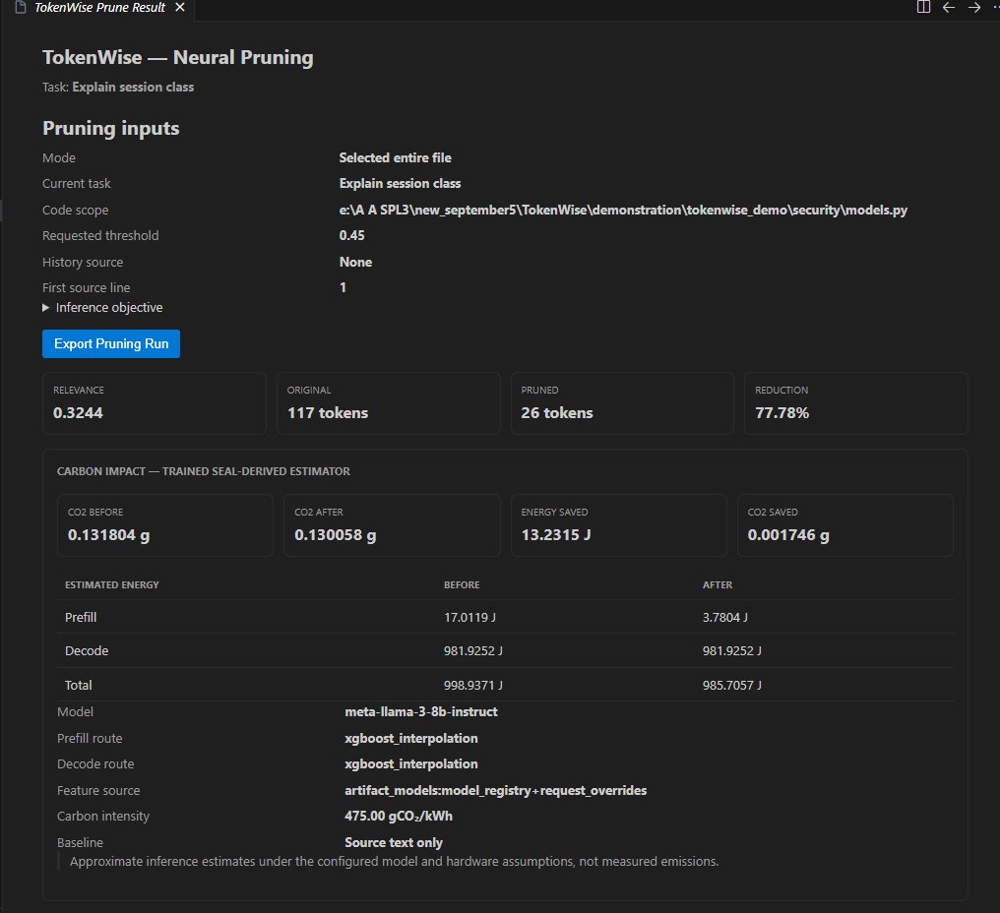 TokenWise Prune Result
TokenWise — Neural Pruning
Task: Explain session class
Pruning inputs
Mode Selected entire file
Current task Explain session class
Code scope e:\A A SPL3\new_september5\TokenWise\demonstration\tokenwise_demo\security\models.py
Requested threshold 0.45
History source None
First source line 1
Inference objective
Export Pruning Run
RELEVANCE ORIGINAL PRUNED REDUCTION
0.3244 117 tokens 26 tokens 77.78%
CARBON IMPACT — TRAINED SEAL-DERIVED ESTIMATOR
CO2 BEFORE CO2 AFTER ENERGY SAVED CO2 SAVED
0.131804 g 0.130058 g 13.2315 J 0.001746 g
ESTIMATED ENERGY BEFORE AFTER
Prefill 17.0119 J 3.7804 J
Decode 981.9252 J 981.9252 J
Total 998.9371 J 985.7057 J
Model meta-llama-3-8b-instruct
Prefill route xgboost_interpolation
Decode route xgboost_interpolation
Feature source artifact_models:model_registry+request_overrides
Carbon intensity 475.00 gCO₂/kWh
Baseline Source text only
Approximate inference estimates under the configured model and hardware assumptions, not measured emissions.